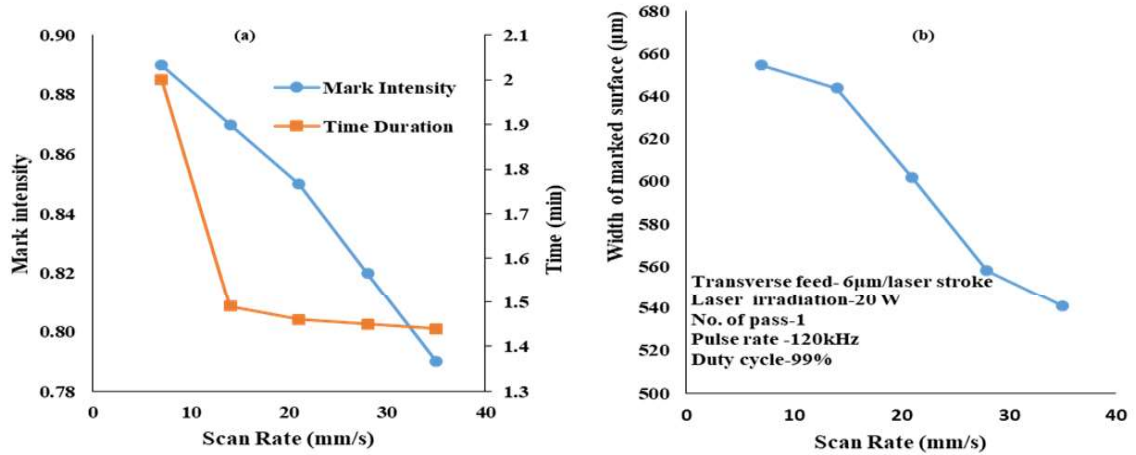 (a)
0.90
0.88
0.86
0.84
0.82
0.80
0.78
Mark intensity
2.1
2
1.9
1.8
1.7
1.6
1.5
1.4
1.3
Time (min)
Mark Intensity
Time Duration
0 10 20 30 40
Scan Rate (mm/s)
(b)
680
660
640
620
600
580
560
540
520
500
Width of marked surface (μm)
Transverse feed- 6μm/laser stroke
Laser irradiation-20 W
No. of pass-1
Pulse rate -120kHz
Duty cycle-99%
0 10 20 30 40
Scan Rate (mm/s)